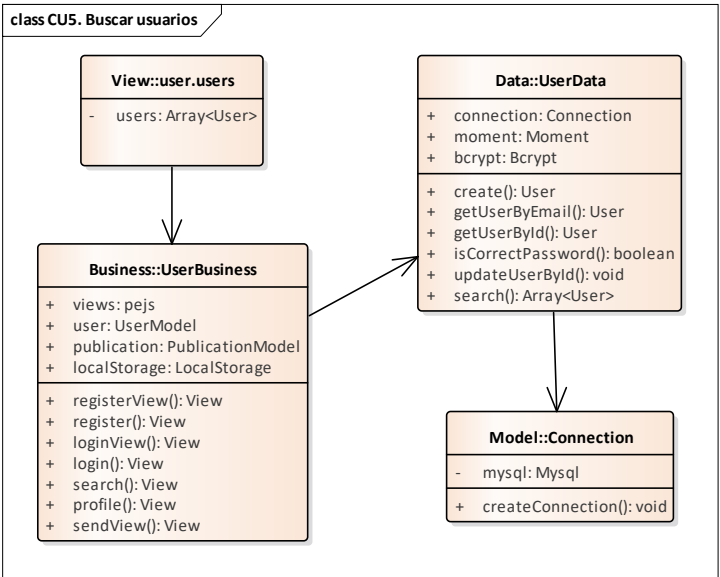 class CU5. Buscar usuarios
View::user.users
- users: Array<User>
Business::UserBusiness
+ views: pejs
+ user: UserModel
+ publication: PublicationModel
+ localStorage: LocalStorage
+ registerView(): View
+ register(): View
+ loginView(): View
+ login(): View
+ search(): View
+ profile(): View
+ sendView(): View
Data::UserData
+ connection: Connection
+ moment: Moment
+ bcrypt: Bcrypt
+ create(): User
+ getUserByEmail(): User
+ getUserById(): User
+ isCorrectPassword(): boolean
+ updateUserById(): void
+ search(): Array<User>
Model::Connection
- mysql: Mysql
+ createConnection(): void